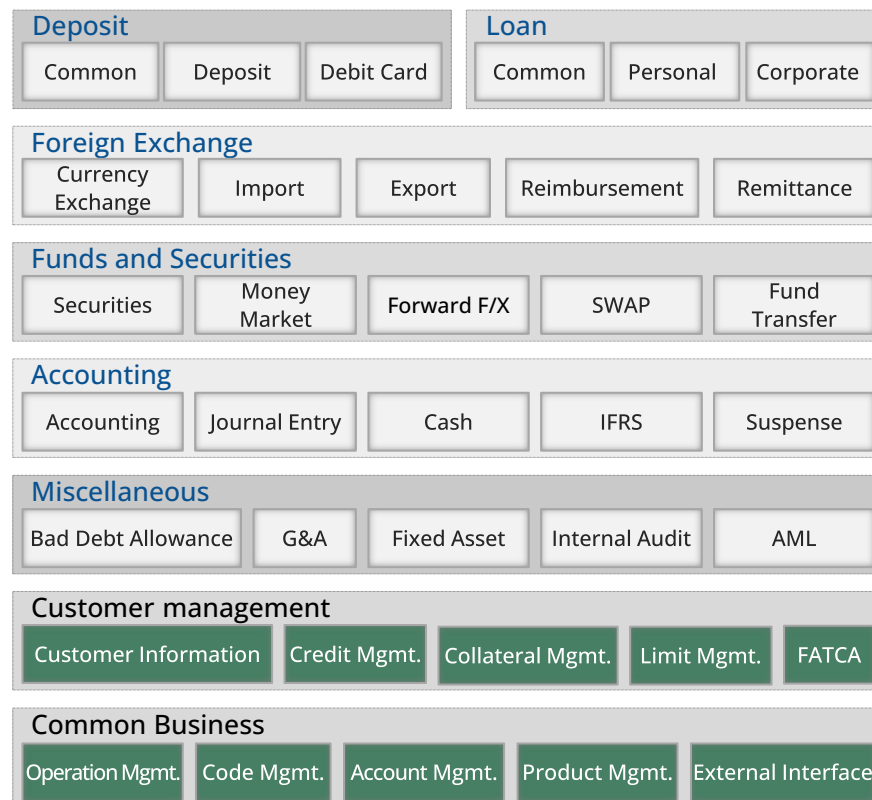 Deposit
Common
Deposit
Debit Card
Loan
Common
Personal
Corporate
Foreign Exchange
Currency
Exchange
Import
Export
Reimbursement
Remittance
Funds and Securities
Securities
Money
Market
Forward F/X
SWAP
Fund
Transfer
Accounting
Accounting
Journal Entry
Cash
IFRS
Suspense
Miscellaneous
Bad Debt Allowance
G&A
Fixed Asset
Internal Audit
AML
Customer management
Customer Information
Credit Mgmt.
Collateral Mgmt.
Limit Mgmt.
FATCA
Common Business
Operation Mgmt.
Code Mgmt.
Account Mgmt.
Product Mgmt.
External Interface